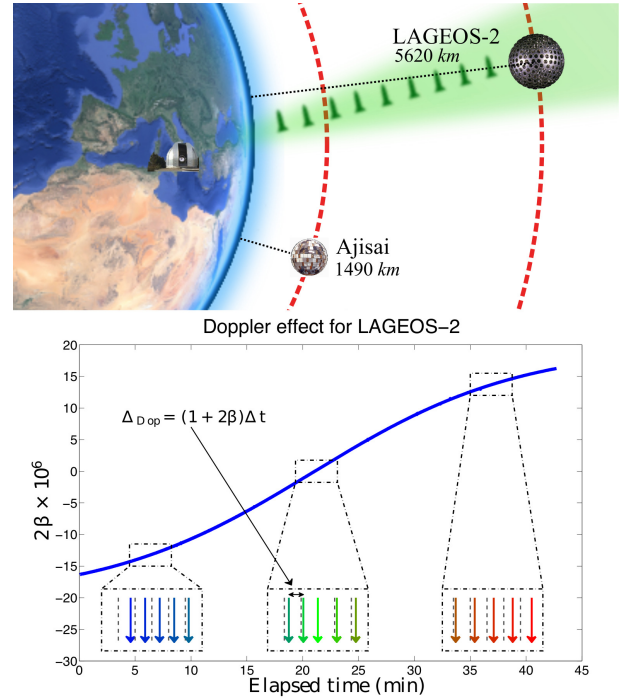 LAGEOS-2
5620 km
Ajisai
1490 km
Doppler effect for LAGEOS−2
20
15
10
5
0
−5
−10
−15
−20
−25
−30
2β × 10⁶
Δ Dop = (1 + 2β)Δt
0 5 10 15 20 25 30 35 40 45
Elapsed time (min)